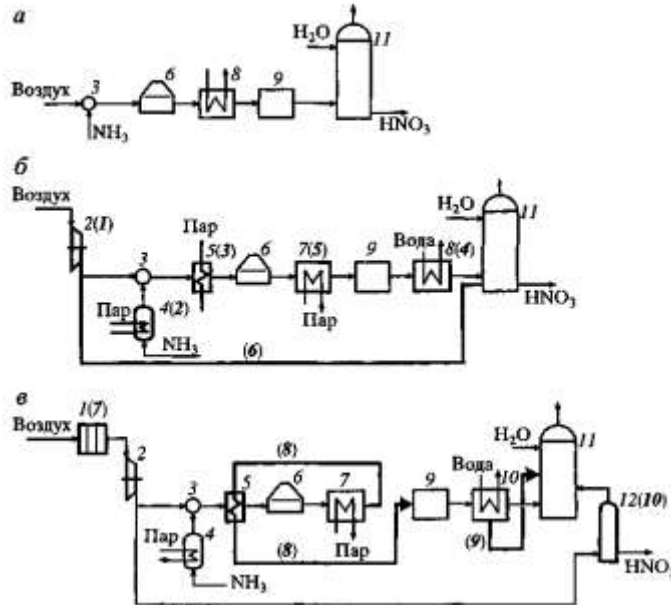 а
H₂O
11
Воздух
3
6
8
9
NH₃
HNO₃
б
Воздух
2(1)
Пар
H₂O
11
3
5(3)
6
7(5)
9
Вода
8(4)
Пар
4(2)
Пар
HNO₃
NH₃
(6)
в
1(7)
Воздух
2
(8)
H₂O
11
3
5
6
7
9
Вода
10
12(10)
Пар
4
(8)
Пар
(9)
NH₃
HNO₃